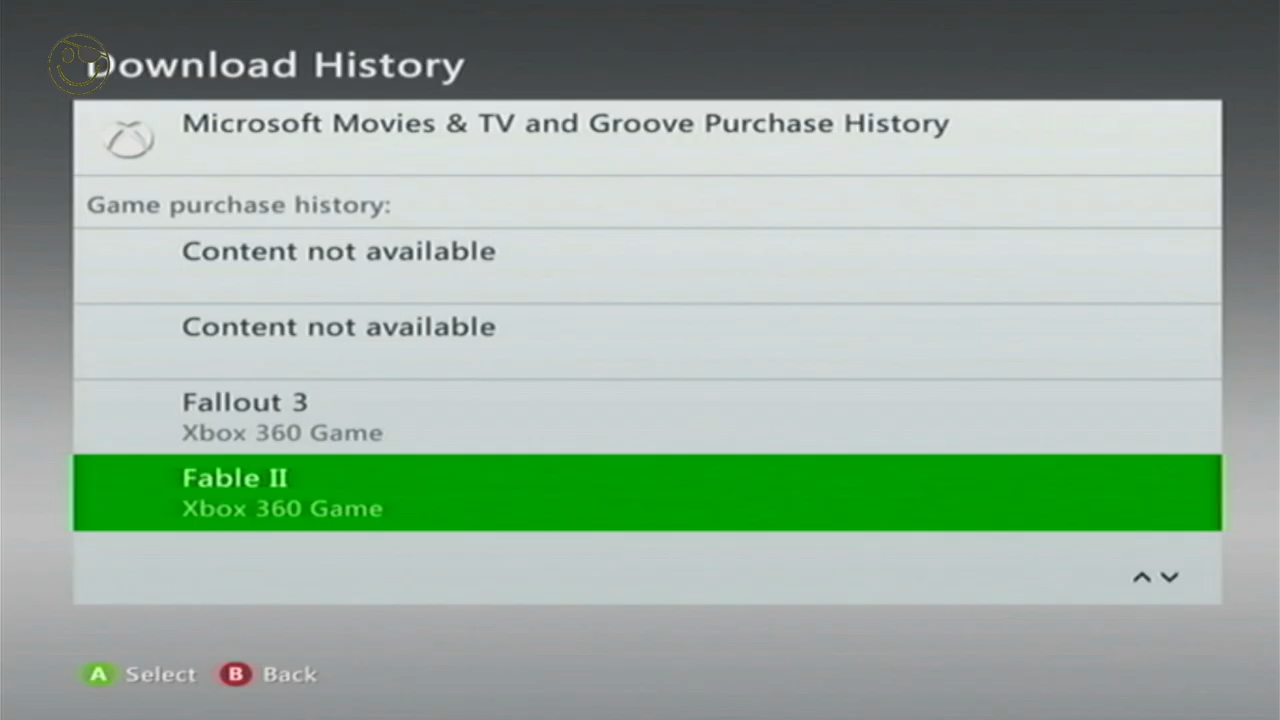 Download History
Microsoft Movies & TV and Groove Purchase History
Game purchase history:
Content not available
Content not available
Fallout 3
Xbox 360 Game
Fable II
Xbox 360 Game
A Select B Back